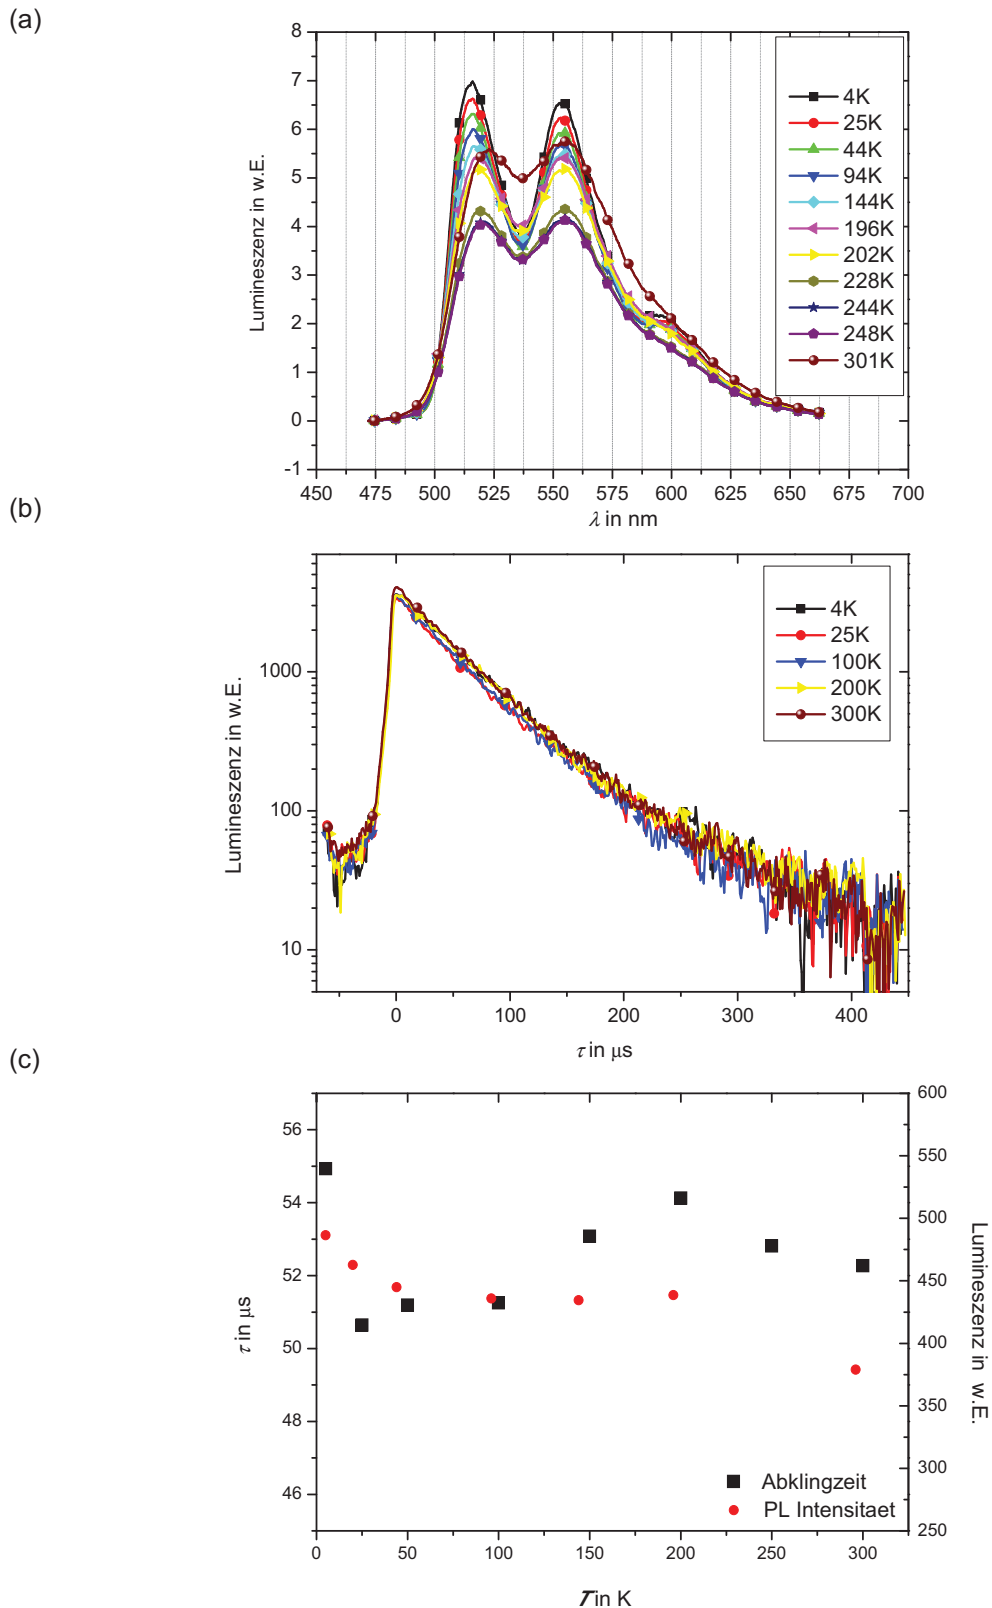 (a)
8
7
6
5
4
3
2
1
0
-1
Lumineszenz in w.E.
450 475 500 525 550 575 600 625 650 675 700
λ in nm
4K
25K
44K
94K
144K
196K
202K
228K
244K
248K
301K
(b)
1000
100
10
Lumineszenz in w.E.
0 100 200 300 400
τ in µs
4K
25K
100K
200K
300K
(c)
56
54
52
50
48
46
τ in µs
600
550
500
450
400
350
300
250
Lumineszenz in w.E.
0 50 100 150 200 250 300
T in K
Abklingzeit
PL Intensitaet